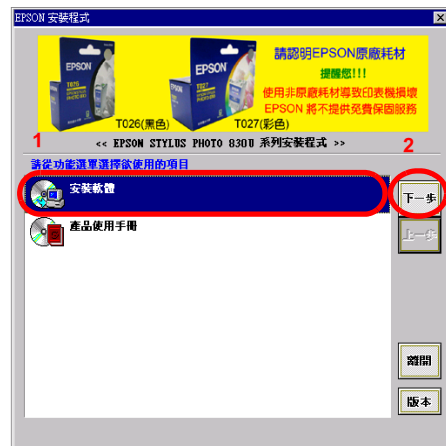 EPSON 安裝程式
請認明EPSON原廠耗材
提醒您!!!
使用非原廠耗材導致印表機損壞
EPSON 將不提供免費保固服務
EPSON
T026
EPSON
T027
T026(黑色)
T027(彩色)
1
2
<< EPSON STYLUS PHOTO 830U 系列安裝程式 >>
請從功能選單選擇欲使用的項目
安裝軟體
下一步
產品使用手冊
上一步
離開
版本